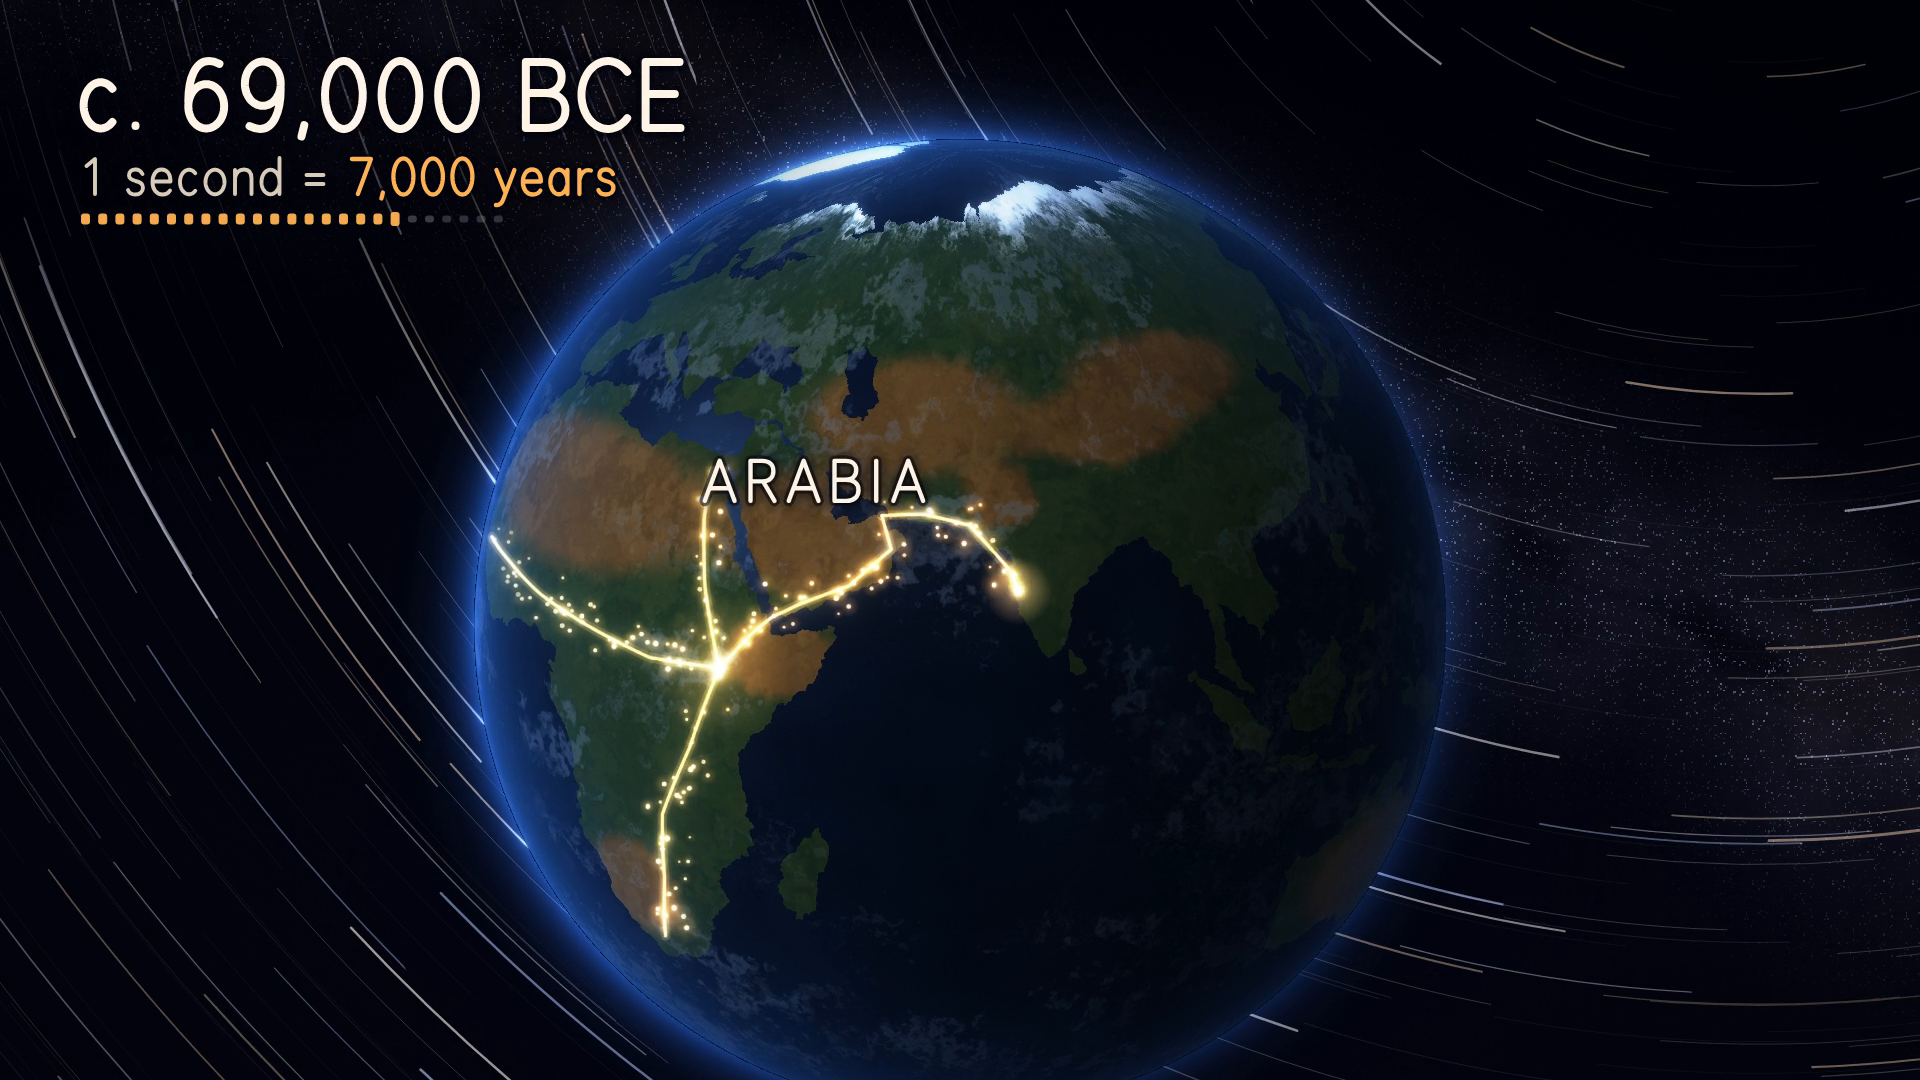 c. 69,000 BCE
1 second = 7,000 years
ARABIA